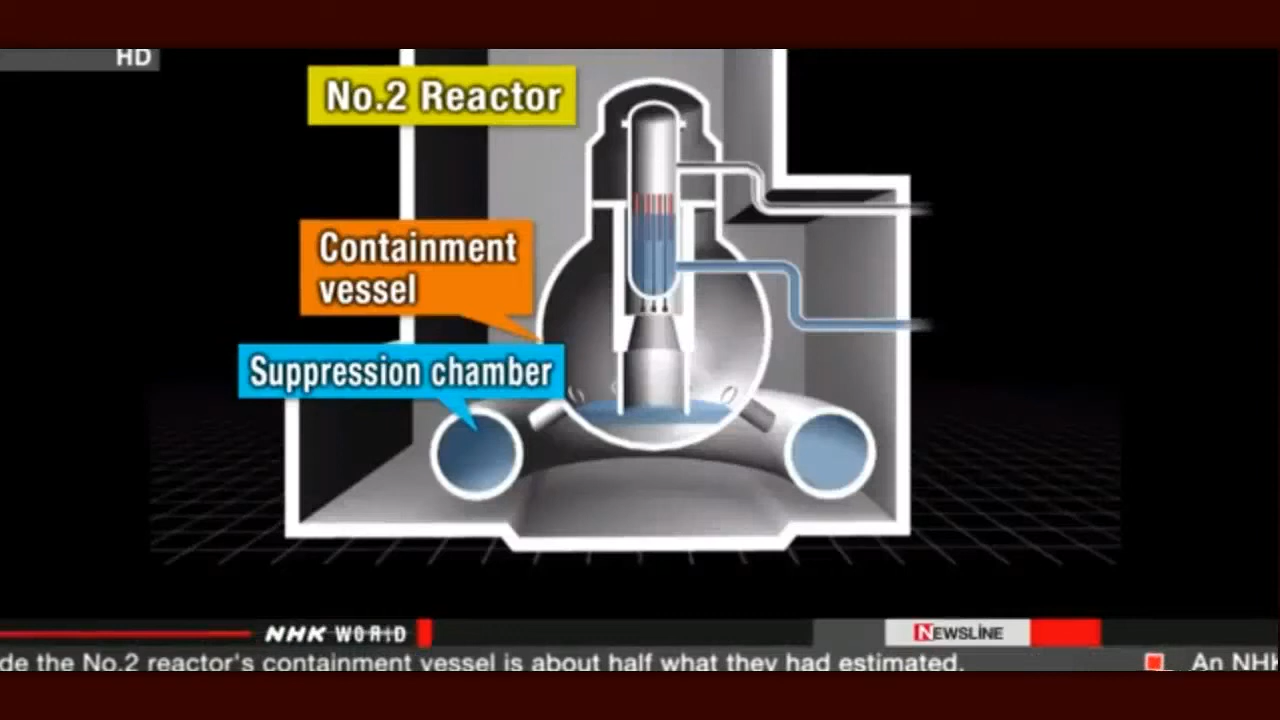 HD
No.2 Reactor
Containment
vessel
Suppression chamber
NHK WORLD
NEWSLINE
de the No.2 reactor's containment vessel is about half what they had estimated.
An NHK